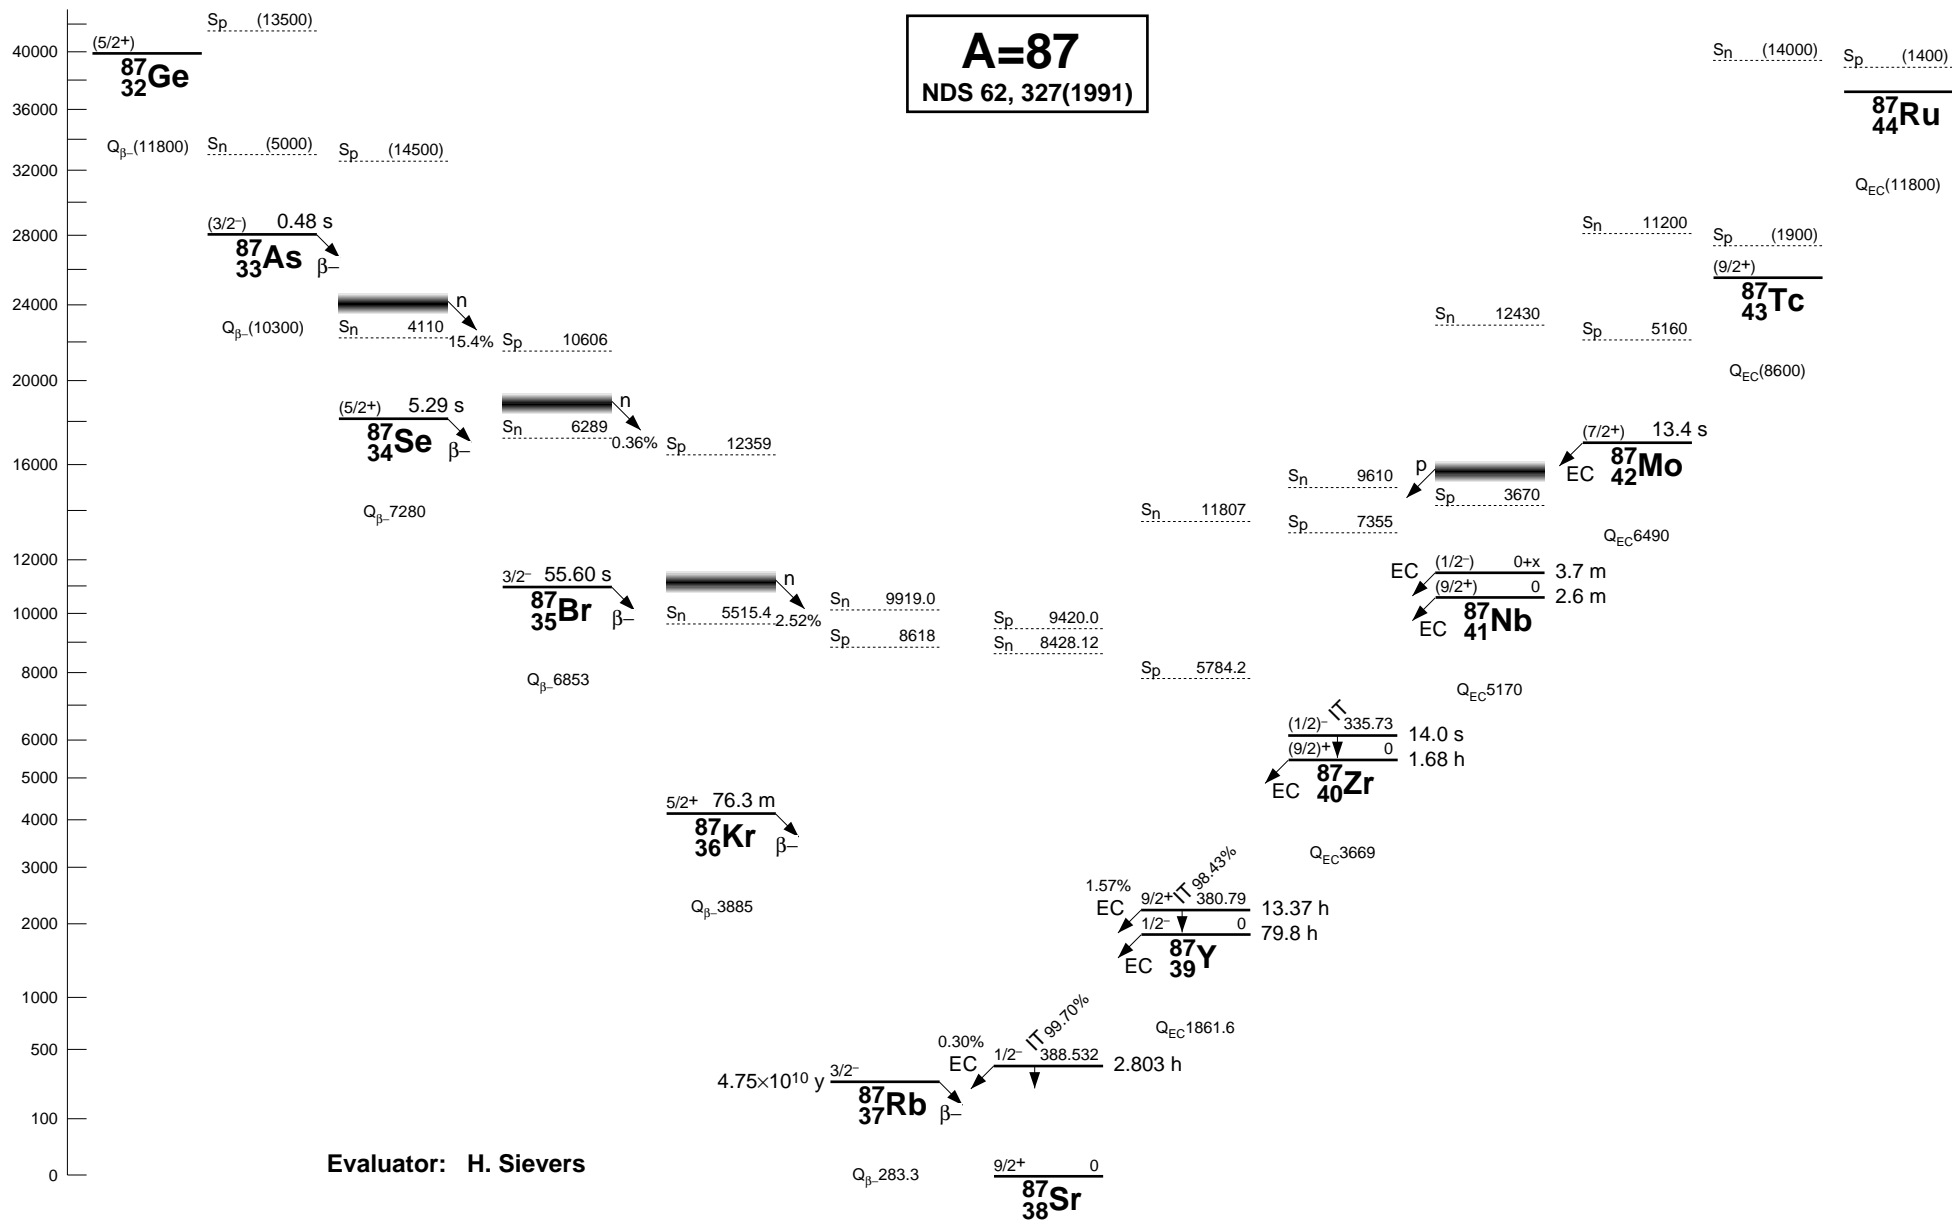 A=87
NDS 62, 327(1991)
40000
36000
32000
28000
24000
20000
16000
12000
10000
8000
6000
5000
4000
3000
2000
1000
500
100
0
(5/2+)
87
32Ge
Qβ−(11800)
Sp (13500)
Sn (5000)
(3/2−) 0.48 s
87
33As β−
Qβ−(10300)
Sp (14500)
n
Sn 4110
15.4%
(5/2+) 5.29 s
87
34Se β−
Qβ−7280
Sp 10606
n
Sn 6289
0.36%
3/2− 55.60 s
87
35Br β−
Qβ−6853
Sp 12359
n
Sn 5515.4
2.52%
5/2+ 76.3 m
87
36Kr β−
Qβ−3885
Sn 9919.0
Sp 8618
4.75×10¹⁰ y 3/2−
87
37Rb β−
Qβ−283.3
Sp 9420.0
Sn 8428.12
IT 99.70%
0.30%
EC 1/2− 388.532 2.803 h
9/2+ 0
87
38Sr
Sn 11807
Sp 5784.2
IT 98.43%
1.57%
EC 9/2+ 380.79 13.37 h
1/2− 0 79.8 h
EC 87
39Y
QEC1861.6
Sn 9610
Sp 7355
IT
(1/2)− 335.73 14.0 s
(9/2)+ 0 1.68 h
EC 87
40Zr
QEC3669
Sn 12430
p
Sp 3670
EC (1/2−) 0+x 3.7 m
(9/2+) 0 2.6 m
EC 87
41Nb
QEC5170
Sn 11200
Sp 5160
(7/2+) 13.4 s
EC 87
42Mo
QEC6490
Sn (14000)
Sp (1900)
(9/2+)
87
43Tc
QEC(8600)
Sp (1400)
87
44Ru
QEC(11800)
Evaluator: H. Sievers